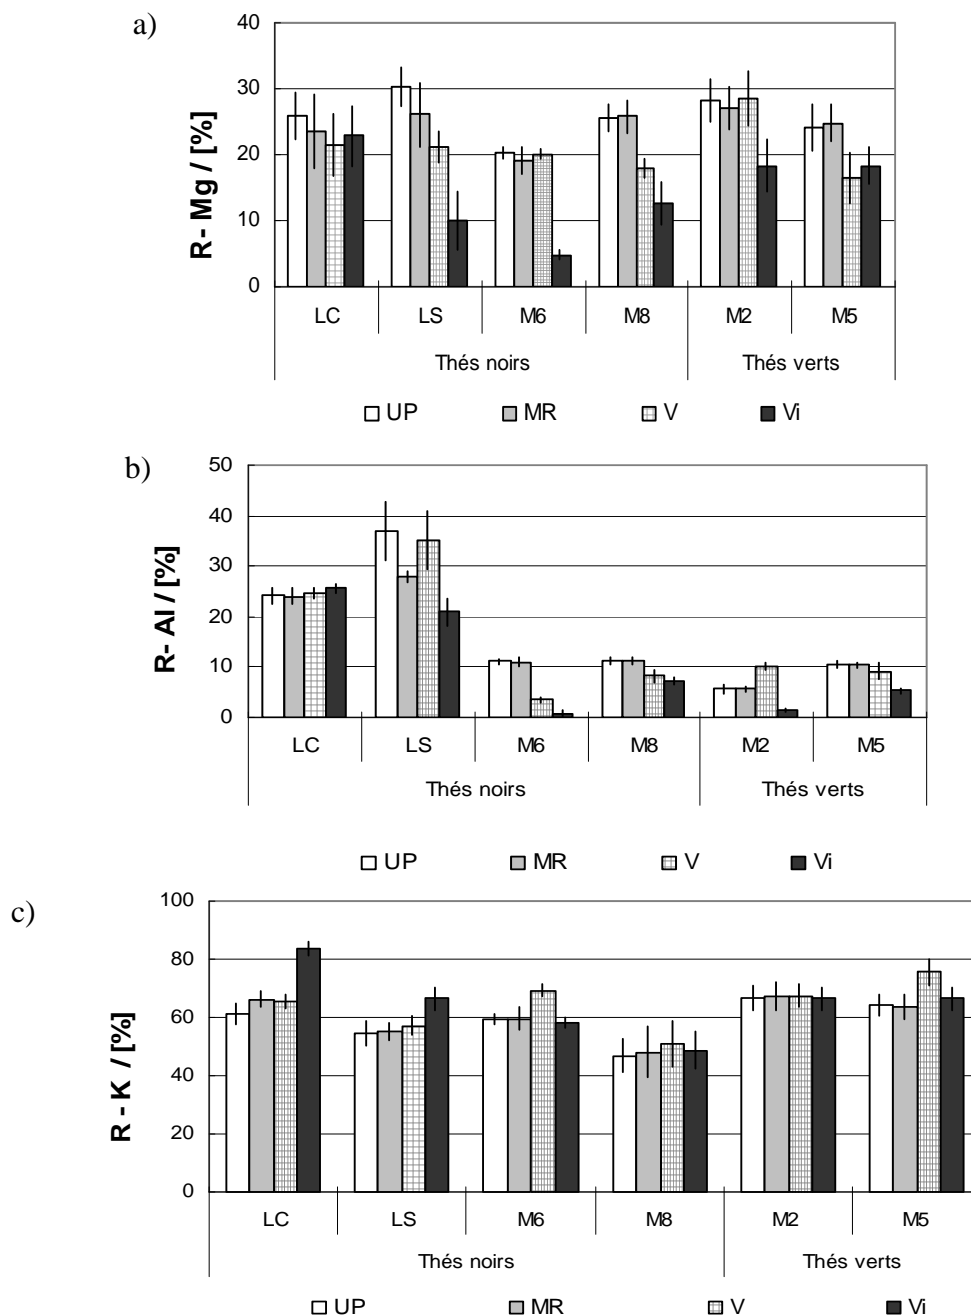 a)
R - Mg / [%]
40
30
20
10
0
LC LS M6 M8 M2 M5
Thés noirs Thés verts
UP MR V Vi
b)
R- Al / [%]
50
40
30
20
10
0
LC LS M6 M8 M2 M5
Thés noirs Thés verts
UP MR V Vi
c)
R - K / [%]
100
80
60
40
20
0
LC LS M6 M8 M2 M5
Thés noirs Thés verts
UP MR V Vi